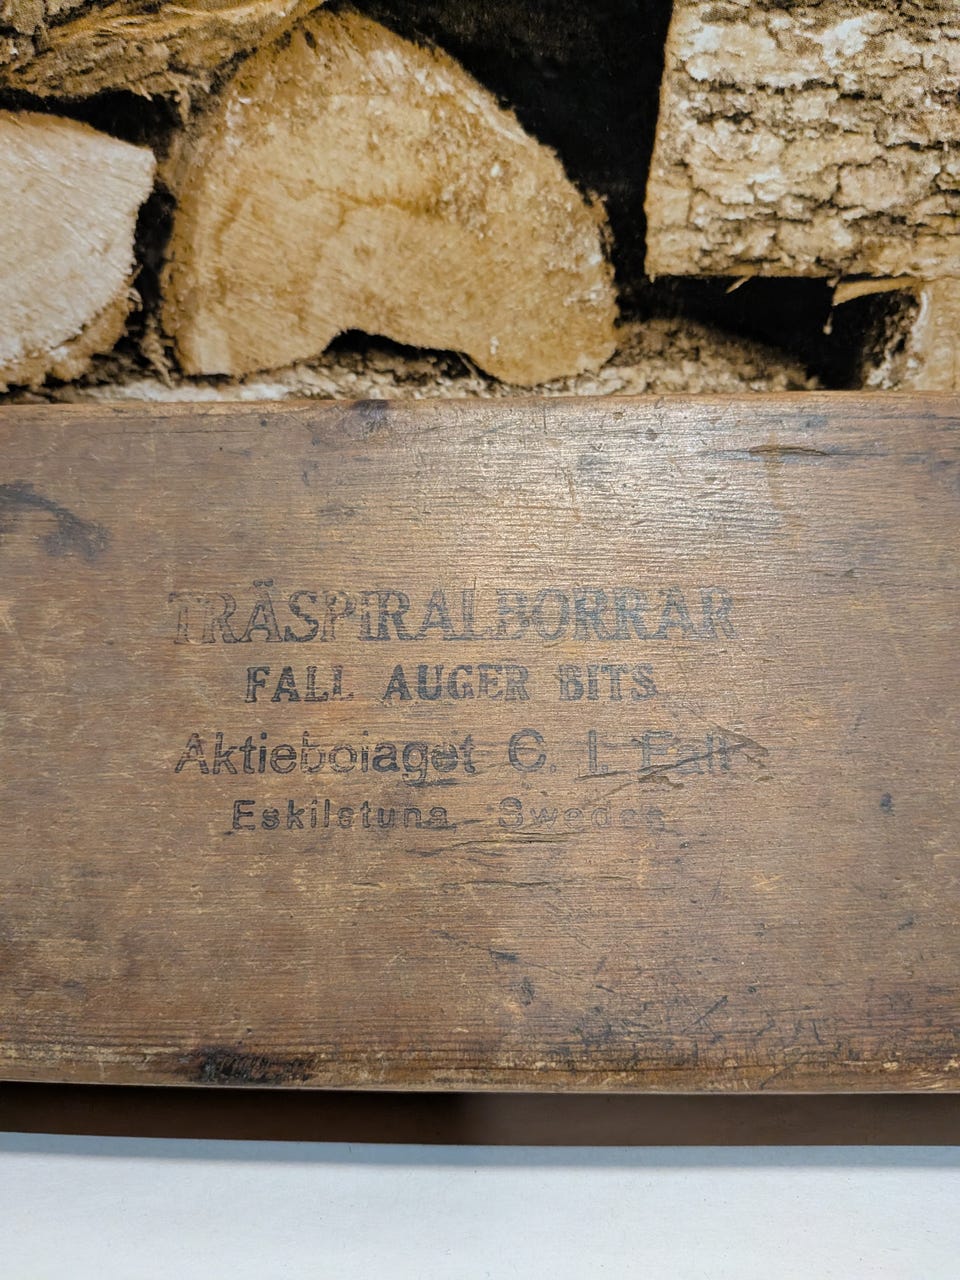 TRÄSPIRALBORRAR
FALL AUGER BITS
Aktiebolaget C. I. Fall
Eskilstuna, Sweden